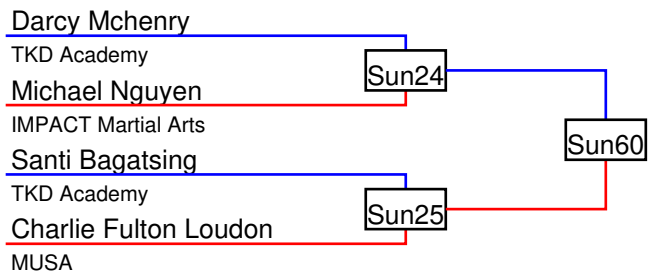 Darcy Mchenry
TKD Academy
Sun24
Michael Nguyen
IMPACT Martial Arts
Sun60
Santi Bagatsing
TKD Academy
Sun25
Charlie Fulton Loudon
MUSA